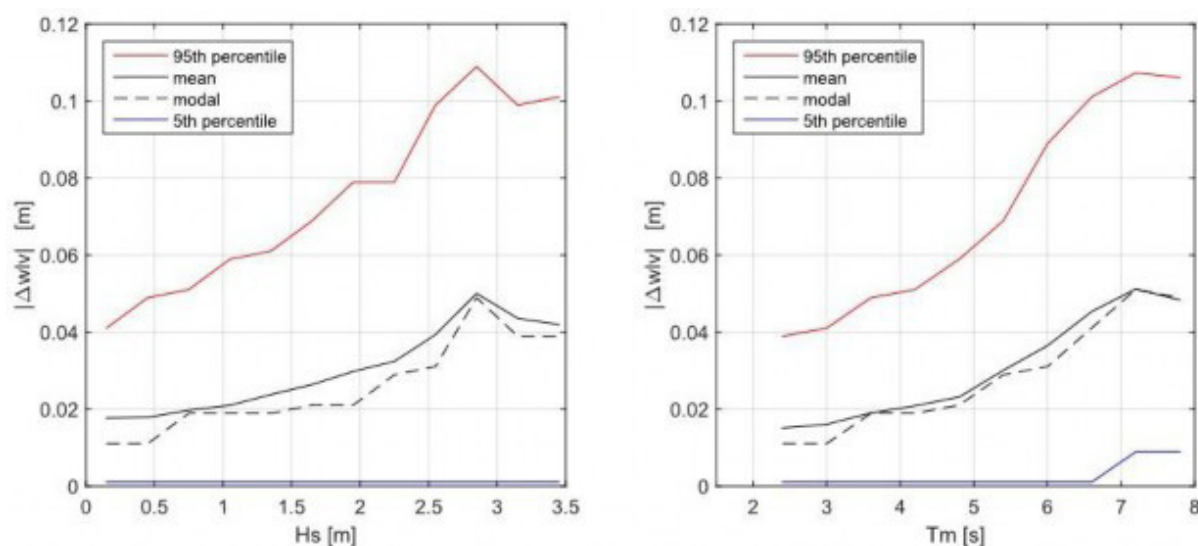 0.12
95th percentile
mean
modal
5th percentile
0.1
0.08
0.06
0.04
0.02
0
|Δwlv| [m]
0 0.5 1 1.5 2 2.5 3 3.5
Hs [m]
0.12
95th percentile
mean
modal
5th percentile
0.1
0.08
0.06
0.04
0.02
0
|Δwlv| [m]
2 3 4 5 6 7 8
Tm [s]